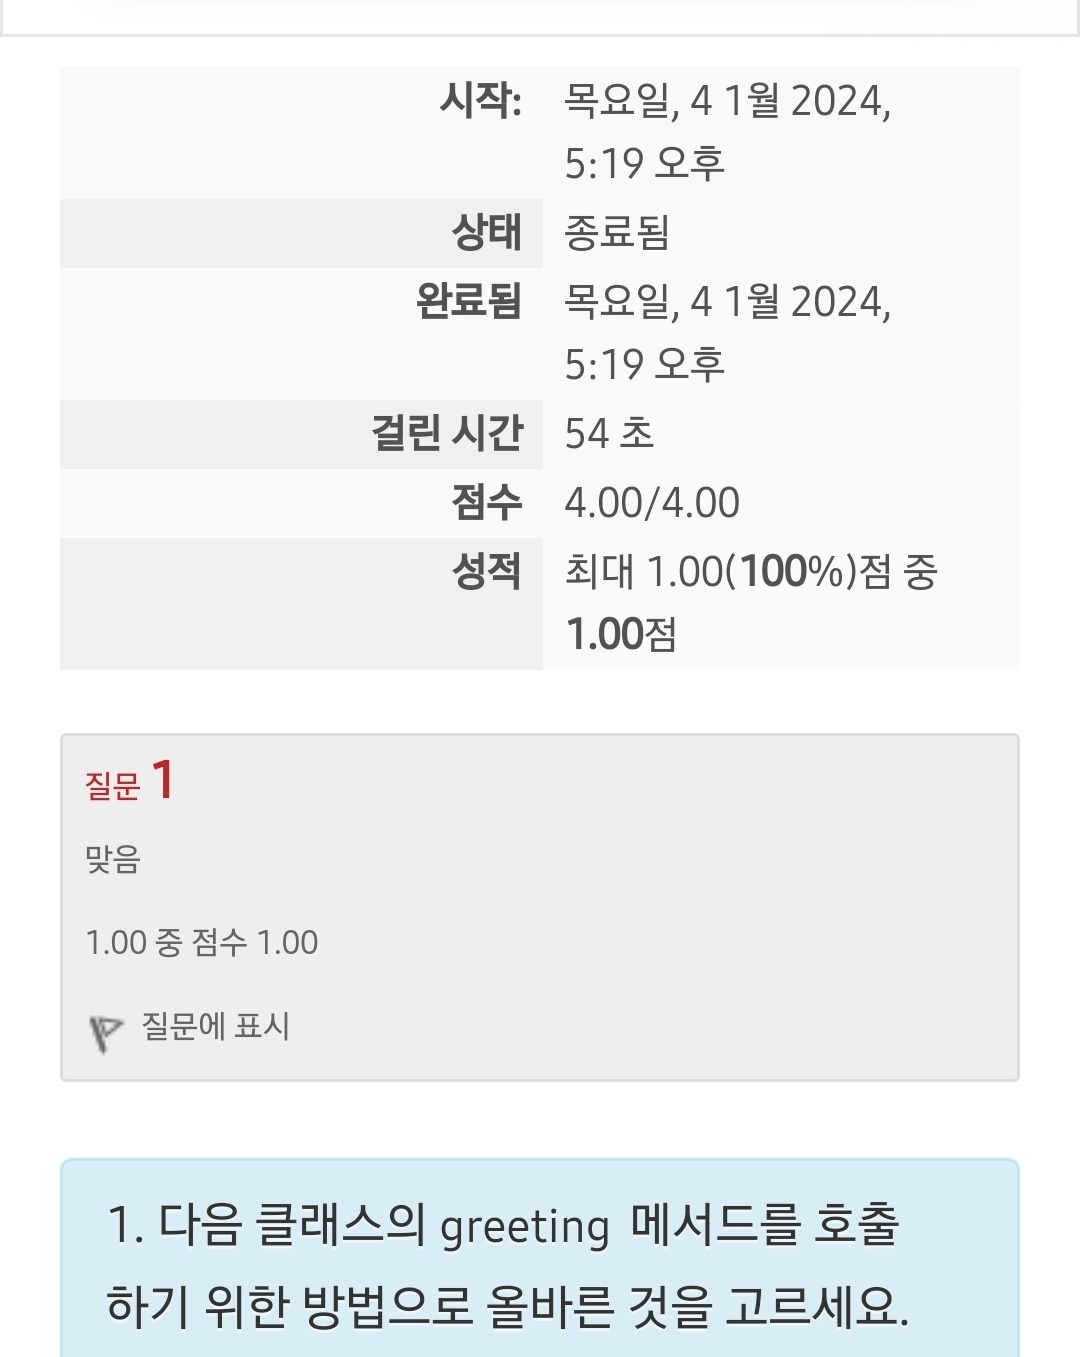 시작: 목요일, 4 1월 2024,
5:19 오후
상태 종료됨
완료됨 목요일, 4 1월 2024,
5:19 오후
걸린 시간 54 초
점수 4.00/4.00
성적 최대 1.00(100%)점 중
1.00점
질문 1
맞음
1.00 중 점수 1.00
질문에 표시
1. 다음 클래스의 greeting 메서드를 호출
하기 위한 방법으로 올바른 것을 고르세요.